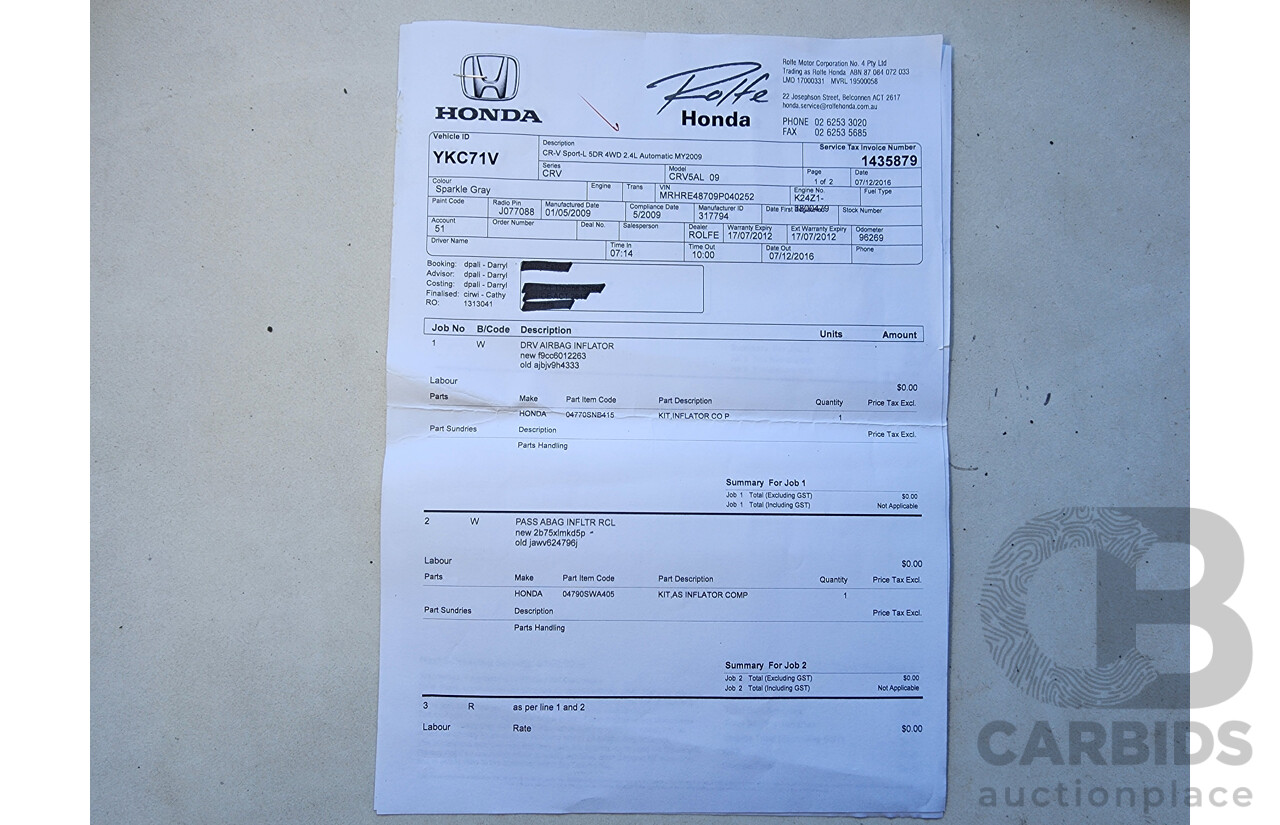 HONDA
Rolfe
Honda
Rolfe Motor Corporation No. 4 Pty Ltd
Trading as Rolfe Honda ABN 87 064 072 033
LMD 17000331 MVRL 19500058
22 Josephson Street, Belconnen ACT 2617
honda.service@rolfehonda.com.au
PHONE 02 6253 3020
FAX 02 6253 5685
Vehicle ID Description Service Tax Invoice Number
YKC71V CR-V Sport-L 5DR 4WD 2.4L Automatic MY2009 1435879
Series Model Page Date
CRV CRV5AL 09 1 of 2 07/12/2016
Colour Engine Trans VIN Engine No Fuel Type
Sparkle Gray MRHRE48709P040252 K24Z1-
Paint Code Radio Pin Manufactured Date Compliance Date Manufacturer ID Date First Stock Number
J077088 01/05/2009 5/2009 317794
Account Order Number Deal No. Salesperson Dealer Warranty Expiry Ext Warranty Expiry Odometer
51 ROLFE 17/07/2012 17/07/2012 96269
Driver Name Time In Time Out Date Out Phone
07:14 10:00 07/12/2016
Booking: dpali - Darryl
Advisor: dpali - Darryl
Costing: dpali - Darryl
Finalised: cirwi - Cathy
RO: 1313041
Job No B/Code Description Units Amount
1 W DRV AIRBAG INFLATOR
new f9cc6012263
old ajbjv9h4333
Labour $0.00
Parts Make Part Item Code Part Description Quantity Price Tax Excl.
HONDA 04770SNB415 KIT,INFLATOR CO P 1
Part Sundries Description Price Tax Excl.
Parts Handling
Summary For Job 1
Job 1 Total (Excluding GST) $0.00
Job 1 Total (Including GST) Not Applicable
2 W PASS ABAG INFLTR RCL
new 2b75xlmkd5p
old jawv624796j
Labour $0.00
Parts Make Part Item Code Part Description Quantity Price Tax Excl.
HONDA 04790SWA405 KIT,AS INFLATOR COMP 1
Part Sundries Description Price Tax Excl.
Parts Handling
Summary For Job 2
Job 2 Total (Excluding GST) $0.00
Job 2 Total (Including GST) Not Applicable
3 R as per line 1 and 2
Labour Rate $0.00
CB
CARBIDS
auctionplace